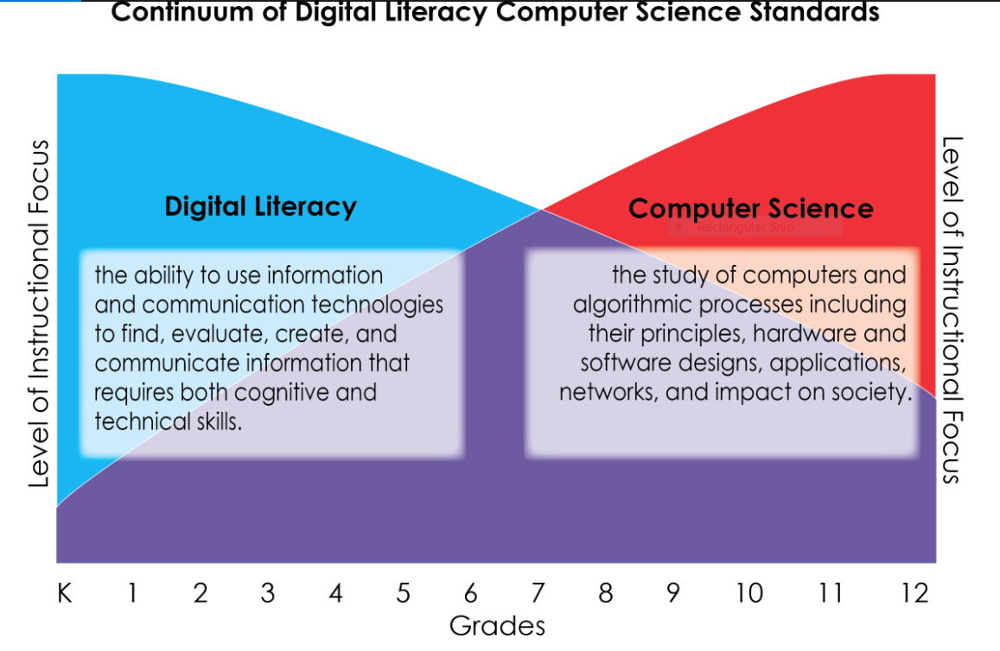 Continuum of Digital Literacy Computer Science Standards
Level of Instructional Focus
Digital Literacy
the ability to use information
and communication technologies
to find, evaluate, create, and
communicate information that
requires both cognitive and
technical skills.
Computer Science
Rectangular Snip
the study of computers and
algorithmic processes including
their principles, hardware and
software designs, applications,
networks, and impact on society.
Level of Instructional Focus
K 1 2 3 4 5 6 7 8 9 10 11 12
Grades